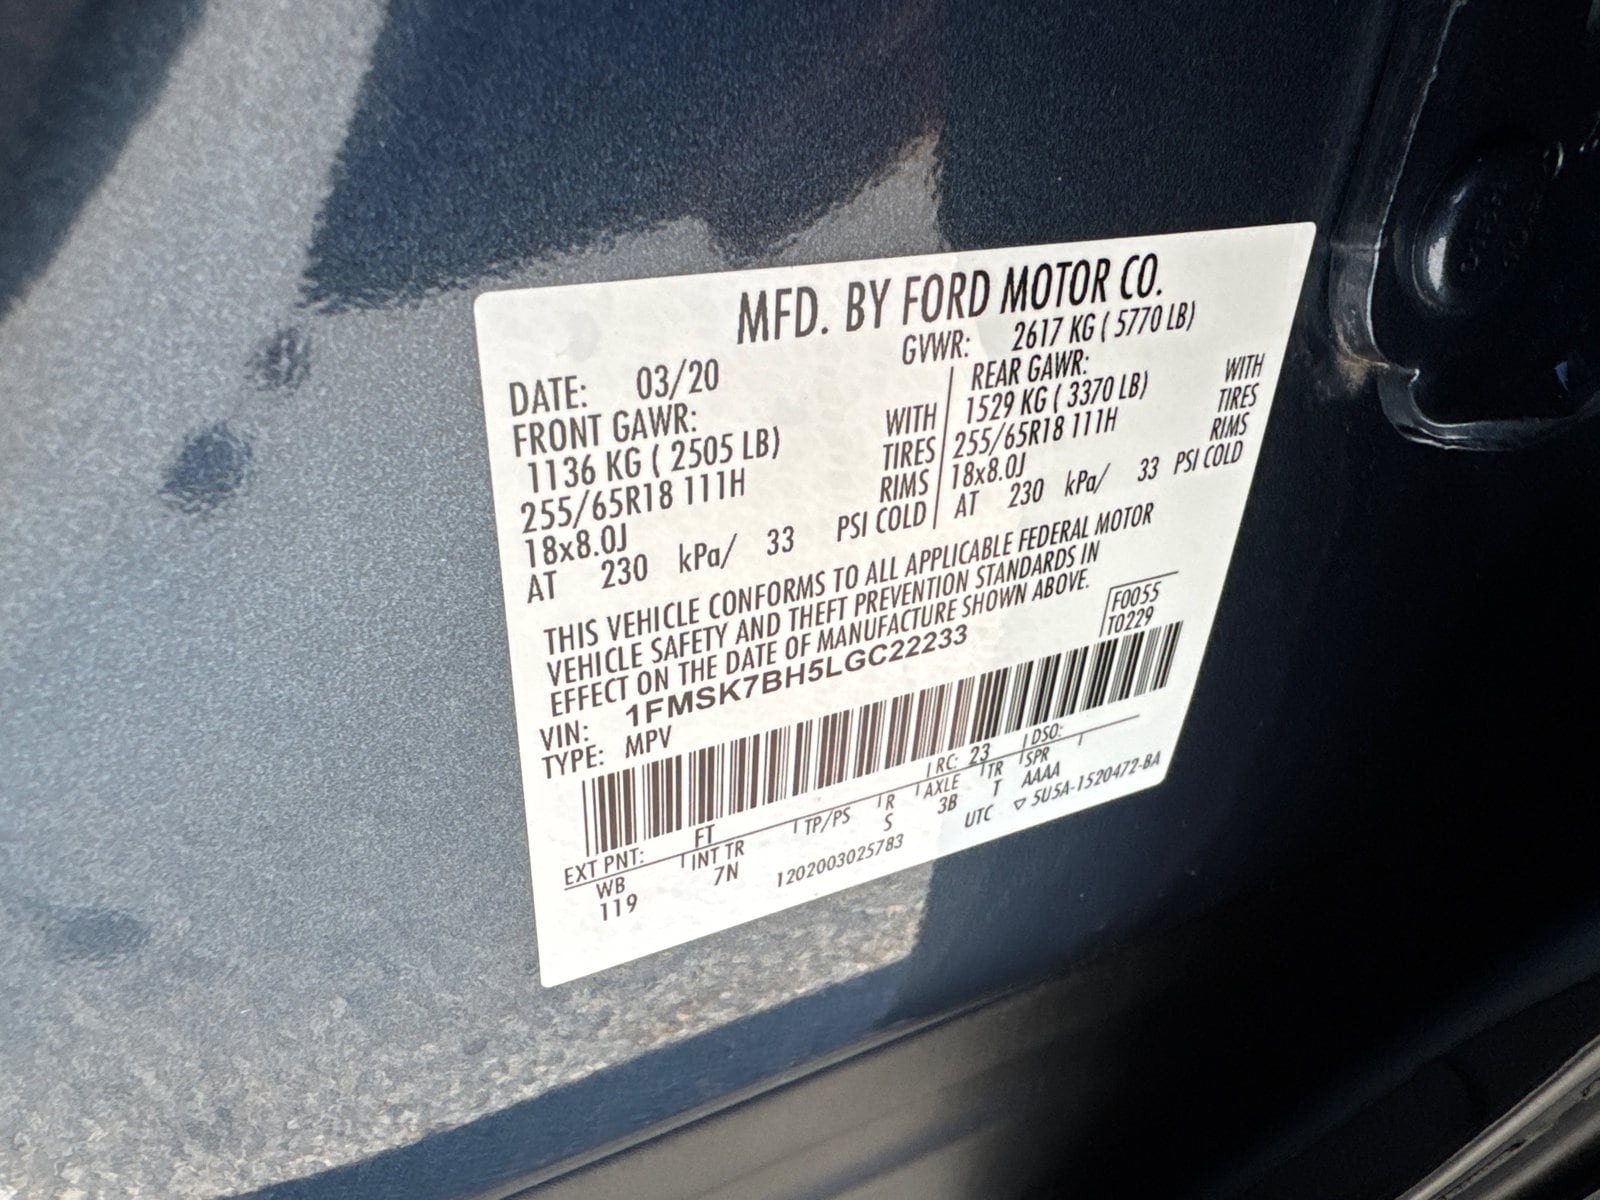 MFD. BY FORD MOTOR CO.
DATE: 03/20 GVWR: 2617 KG ( 5770 LB)
FRONT GAWR: WITH REAR GAWR: WITH
1136 KG ( 2505 LB) TIRES 1529 KG ( 3370 LB) TIRES
255/65R18 111H RIMS 255/65R18 111H RIMS
18x8.0J 18x8.0J
AT 230 kPa/ 33 PSI COLD AT 230 kPa/ 33 PSI COLD
THIS VEHICLE CONFORMS TO ALL APPLICABLE FEDERAL MOTOR
VEHICLE SAFETY AND THEFT PREVENTION STANDARDS IN
EFFECT ON THE DATE OF MANUFACTURE SHOWN ABOVE.
F0055
T0229
VIN: 1FMSK7BH5LGC22233
TYPE: MPV
EXT PNT: FT RC: 23 DSO:
WB INT TR TP/PS R AXLE TR SPR
119 7N S 3B T AAAA
1202003025783 UTC ▽ 5U5A-1520472-BA